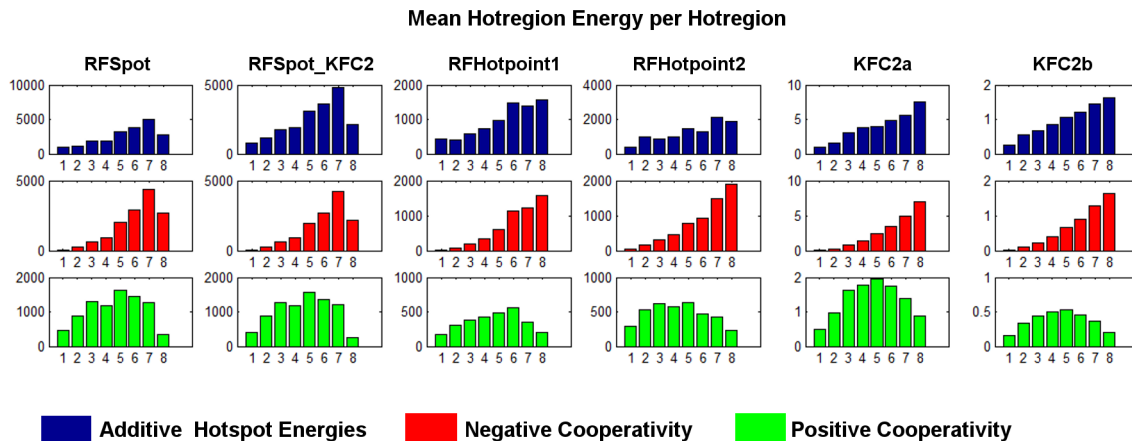 Mean Hotregion Energy per Hotregion
RFSpot RFSpot_KFC2 RFHotpoint1 RFHotpoint2 KFC2a KFC2b
10000 5000 2000 4000 10 2
5000 1000 2000 5 1
0 0 0 0 0 0
1 2 3 4 5 6 7 8 1 2 3 4 5 6 7 8 1 2 3 4 5 6 7 8 1 2 3 4 5 6 7 8 1 2 3 4 5 6 7 8 1 2 3 4 5 6 7 8
5000 5000 2000 2000 10 2
1000 1000 5 1
0 0 0 0 0 0
1 2 3 4 5 6 7 8 1 2 3 4 5 6 7 8 1 2 3 4 5 6 7 8 1 2 3 4 5 6 7 8 1 2 3 4 5 6 7 8 1 2 3 4 5 6 7 8
2000 2000 1000 1000 2 1
1000 1000 500 500 1 0.5
0 0 0 0 0 0
1 2 3 4 5 6 7 8 1 2 3 4 5 6 7 8 1 2 3 4 5 6 7 8 1 2 3 4 5 6 7 8 1 2 3 4 5 6 7 8 1 2 3 4 5 6 7 8
Additive Hotspot Energies Negative Cooperativity Positive Cooperativity